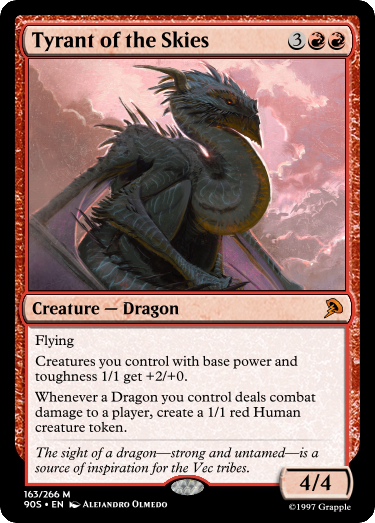 Tyrant of the Skies 3
Creature — Dragon
Flying
Creatures you control with base power and
toughness 1/1 get +2/+0.
Whenever a Dragon you control deals combat
damage to a player, create a 1/1 red Human
creature token.
The sight of a dragon—strong and untamed—is a
source of inspiration for the Vec tribes.
4/4
163/266 M
90S • EN Alejandro Olmedo
©1997 Grapple